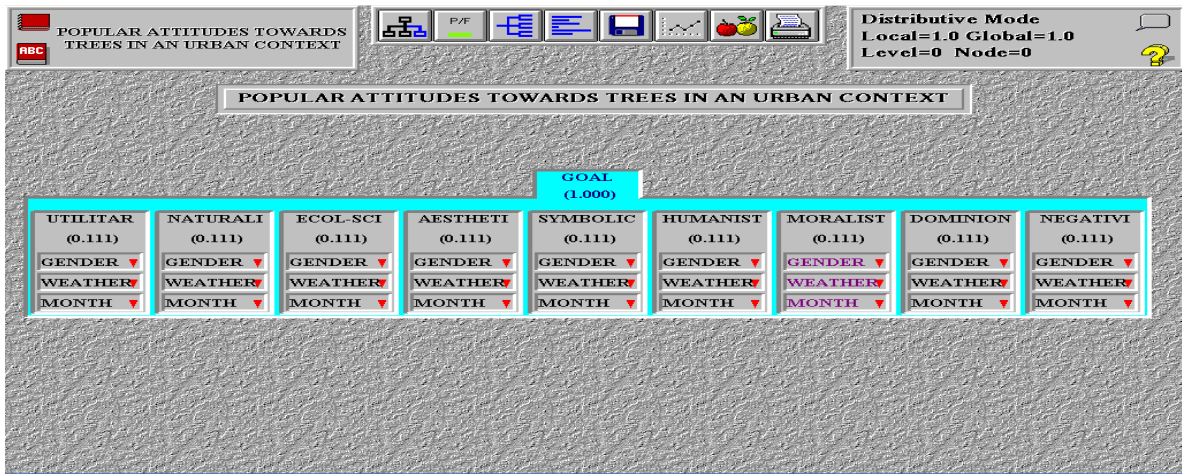 POPULAR ATTITUDES TOWARDS
TREES IN AN URBAN CONTEXT
ABC
P/F
Distributive Mode
Local=1.0 Global=1.0
Level=0 Node=0
POPULAR ATTITUDES TOWARDS TREES IN AN URBAN CONTEXT
GOAL
(1.000)
UTILITAR NATURALI ECOL-SCI AESTHETI SYMBOLIC HUMANIST MORALIST DOMINION NEGATIVI
(0.111) (0.111) (0.111) (0.111) (0.111) (0.111) (0.111) (0.111) (0.111)
GENDER GENDER GENDER GENDER GENDER GENDER GENDER GENDER GENDER
WEATHER WEATHER WEATHER WEATHER WEATHER WEATHER WEATHER WEATHER WEATHER
MONTH MONTH MONTH MONTH MONTH MONTH MONTH MONTH MONTH